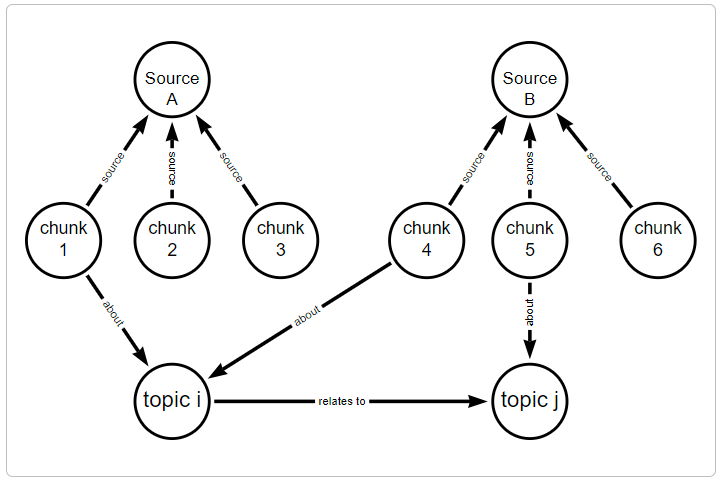 Source
A
Source
B
source
source
source
source
source
source
chunk
1
chunk
2
chunk
3
chunk
4
chunk
5
chunk
6
about
about
about
topic i
relates to
topic j